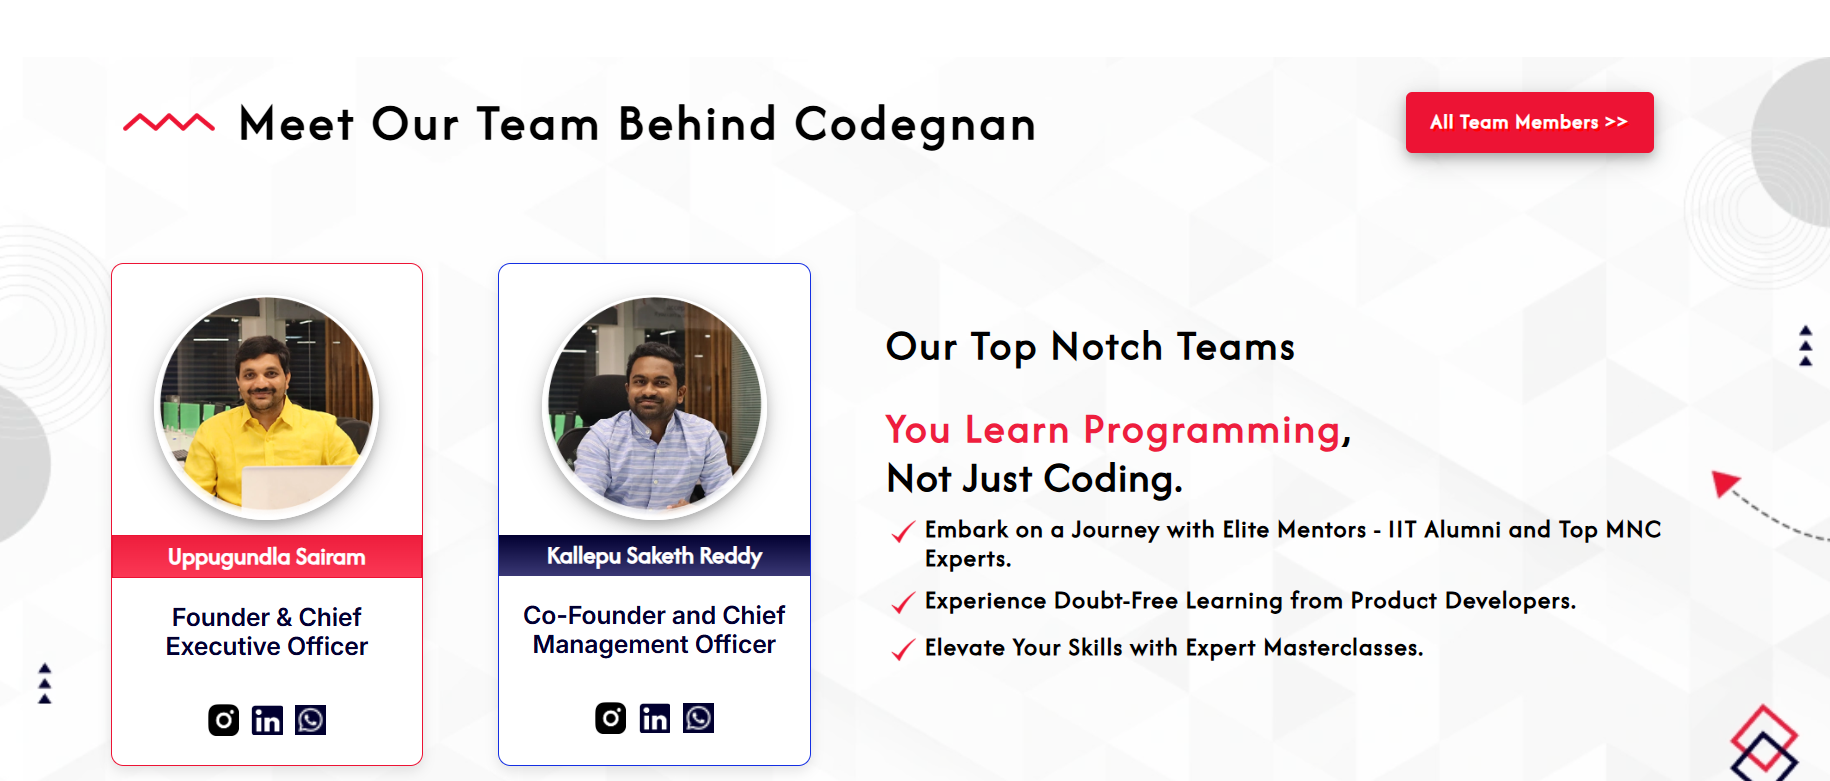 Meet Our Team Behind Codegnan
All Team Members >>
Uppugundla Sairam
Founder & Chief
Executive Officer
Kallepu Saketh Reddy
Co-Founder and Chief
Management Officer
Our Top Notch Teams
You Learn Programming,
Not Just Coding.
Embark on a Journey with Elite Mentors - IIT Alumni and Top MNC
Experts.
Experience Doubt-Free Learning from Product Developers.
Elevate Your Skills with Expert Masterclasses.